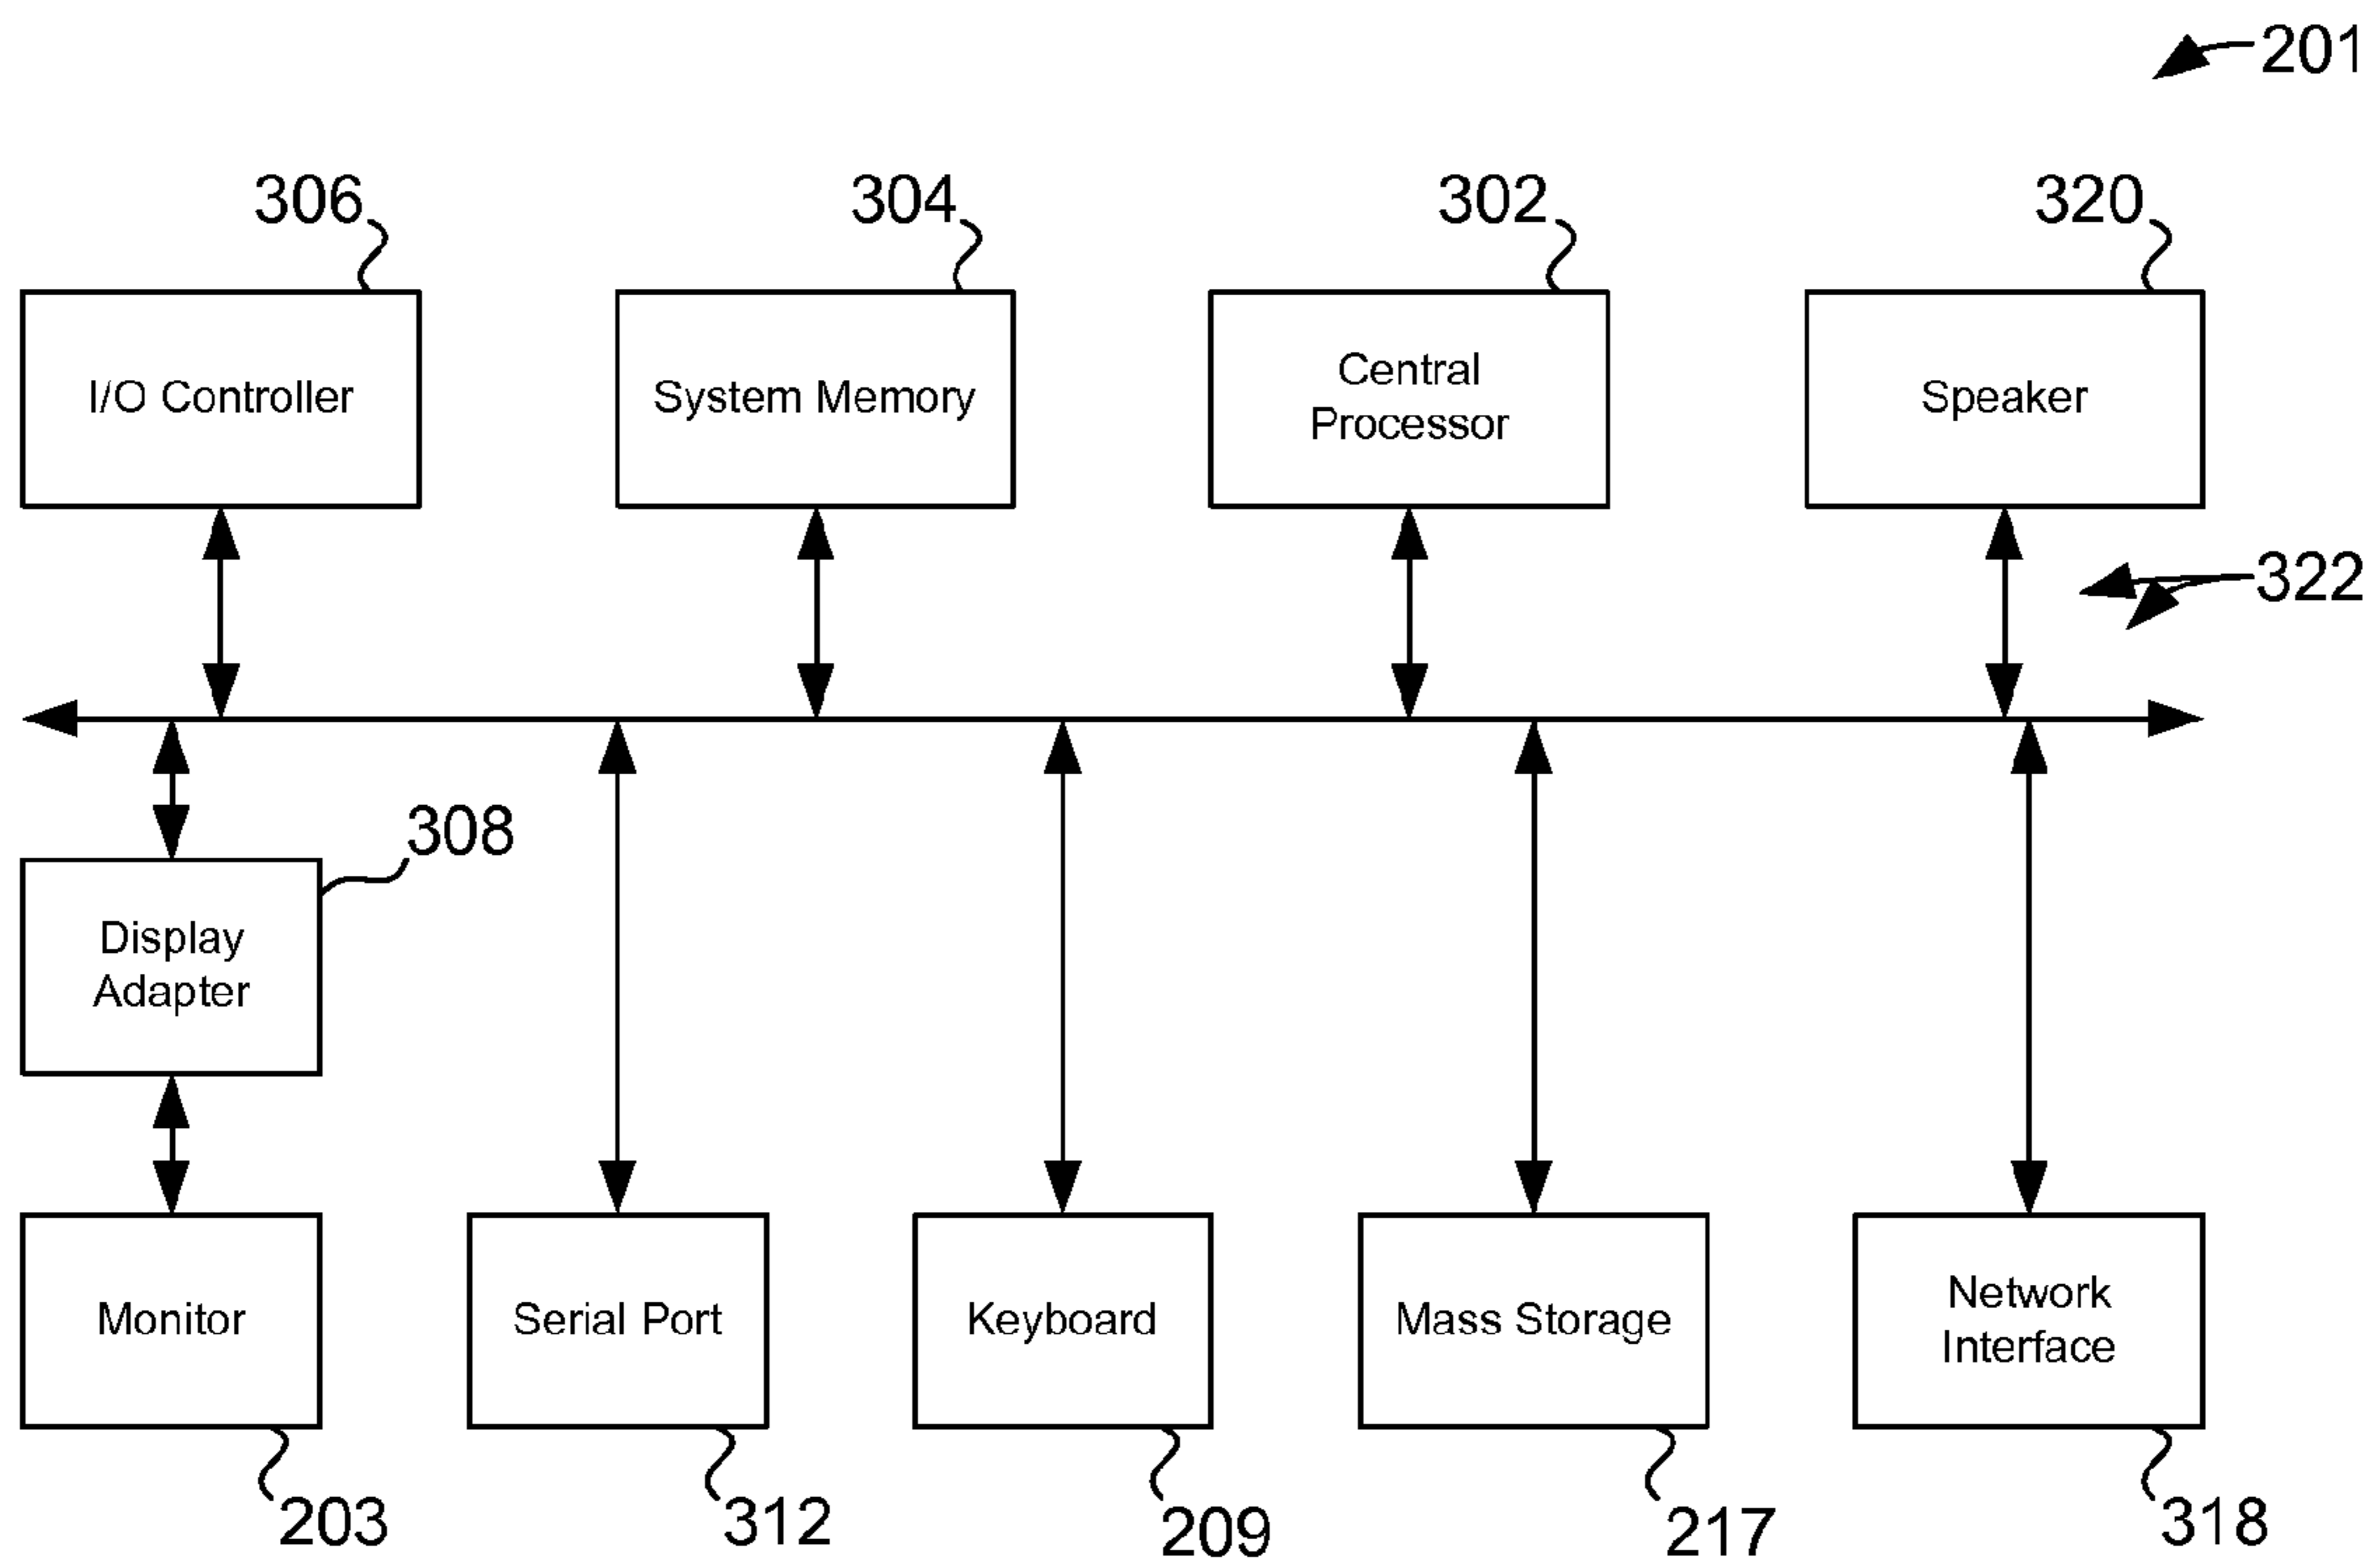 201
306
304
302
320
I/O Controller
System Memory
Central
Processor
Speaker
322
308
Display
Adapter
Monitor
Serial Port
Keyboard
Mass Storage
Network
Interface
203
312
209
217
318